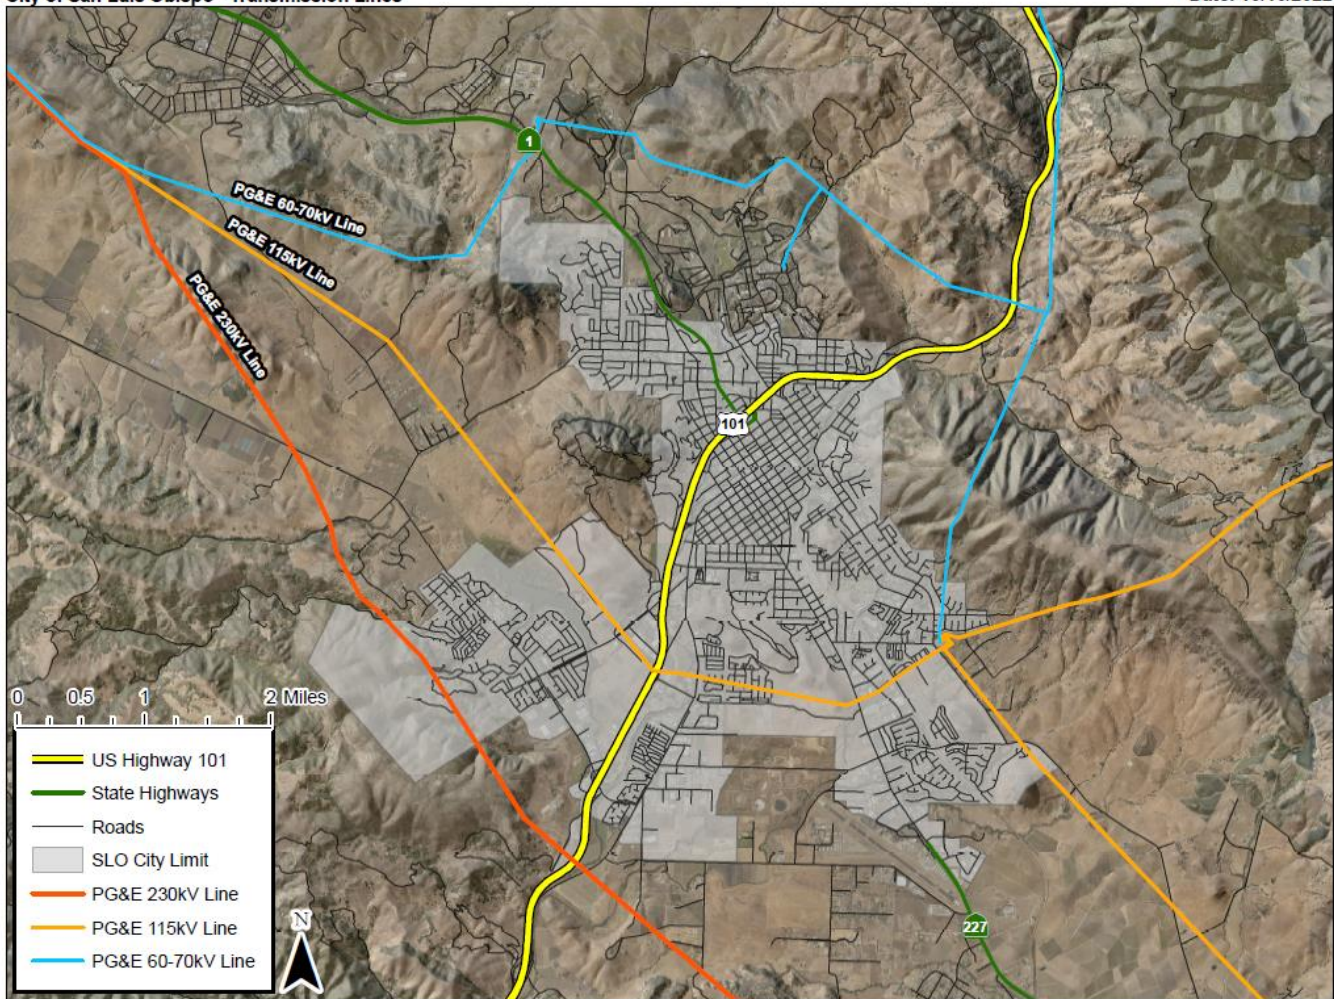 1
PG&E 60-70kV Line
PG&E 115kV Line
PG&E 230kV Line
101
0 0.5 1 2 Miles
US Highway 101
State Highways
Roads
SLO City Limit
PG&E 230kV Line
PG&E 115kV Line
PG&E 60-70kV Line
N
227